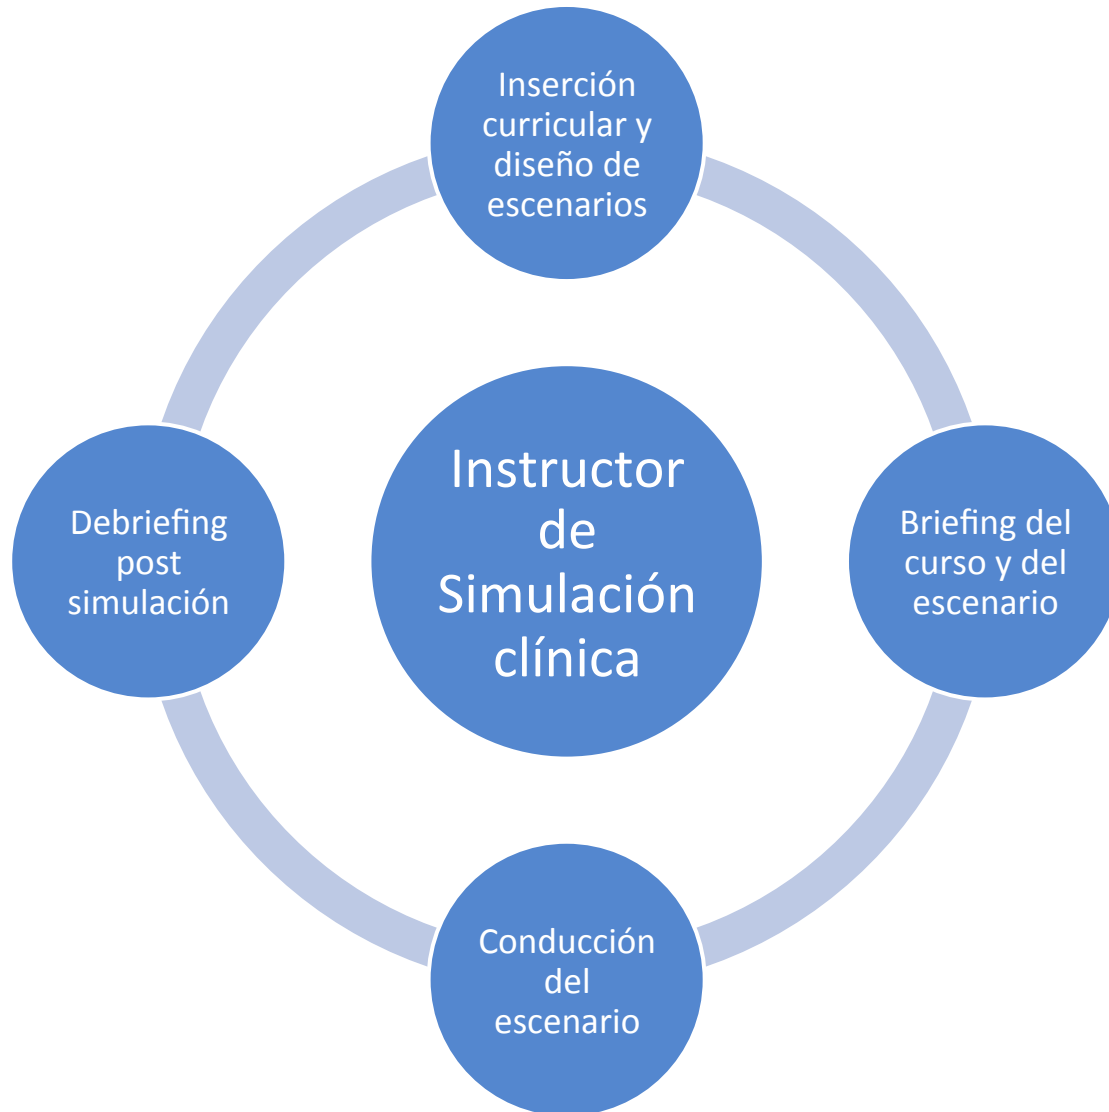 Inserción
curricular y
diseño de
escenarios
Instructor
de
Simulación
clínica
Debriefing
post
simulación
Briefing del
curso y del
escenario
Conducción
del
escenario